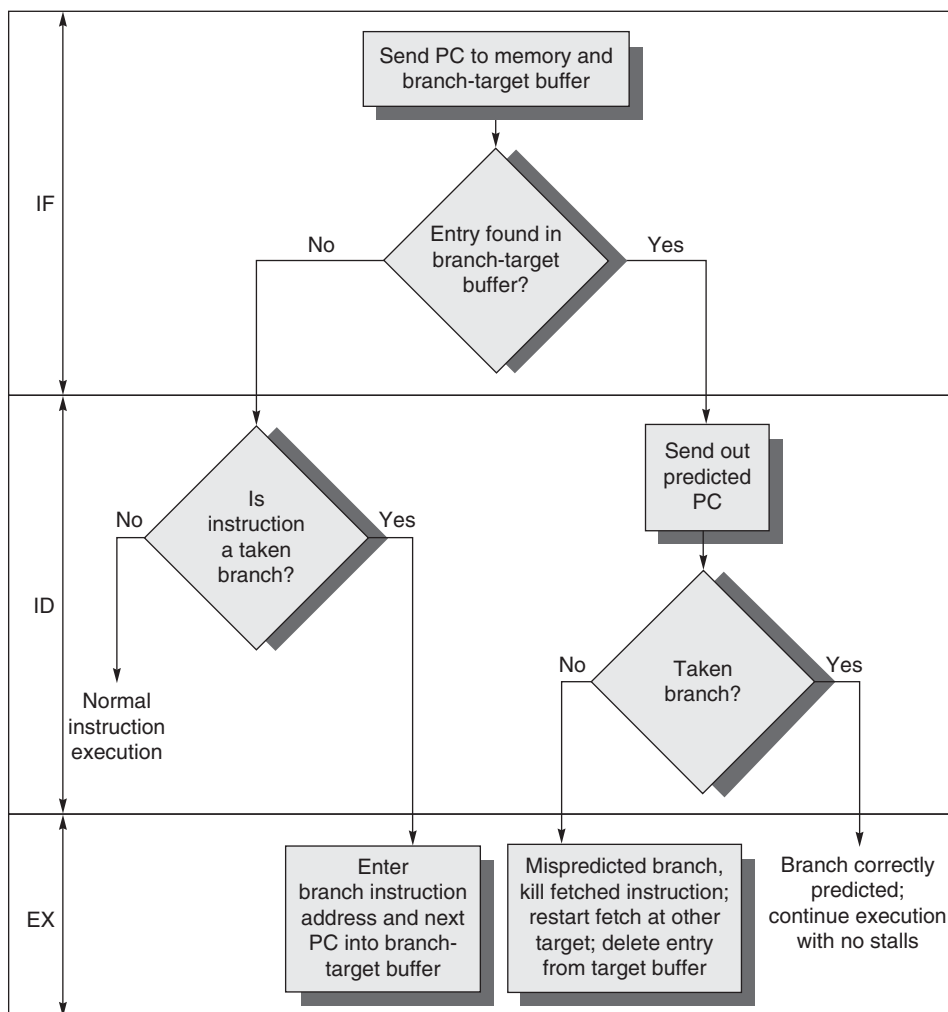 Send PC to memory and
branch-target buffer
IF
No
Entry found in
branch-target
buffer?
Yes
ID
No
Is
instruction
a taken
branch?
Yes
Send out
predicted
PC
Normal
instruction
execution
No
Taken
branch?
Yes
EX
Enter
branch instruction
address and next
PC into branch-
target buffer
Mispredicted branch,
kill fetched instruction;
restart fetch at other
target; delete entry
from target buffer
Branch correctly
predicted;
continue execution
with no stalls